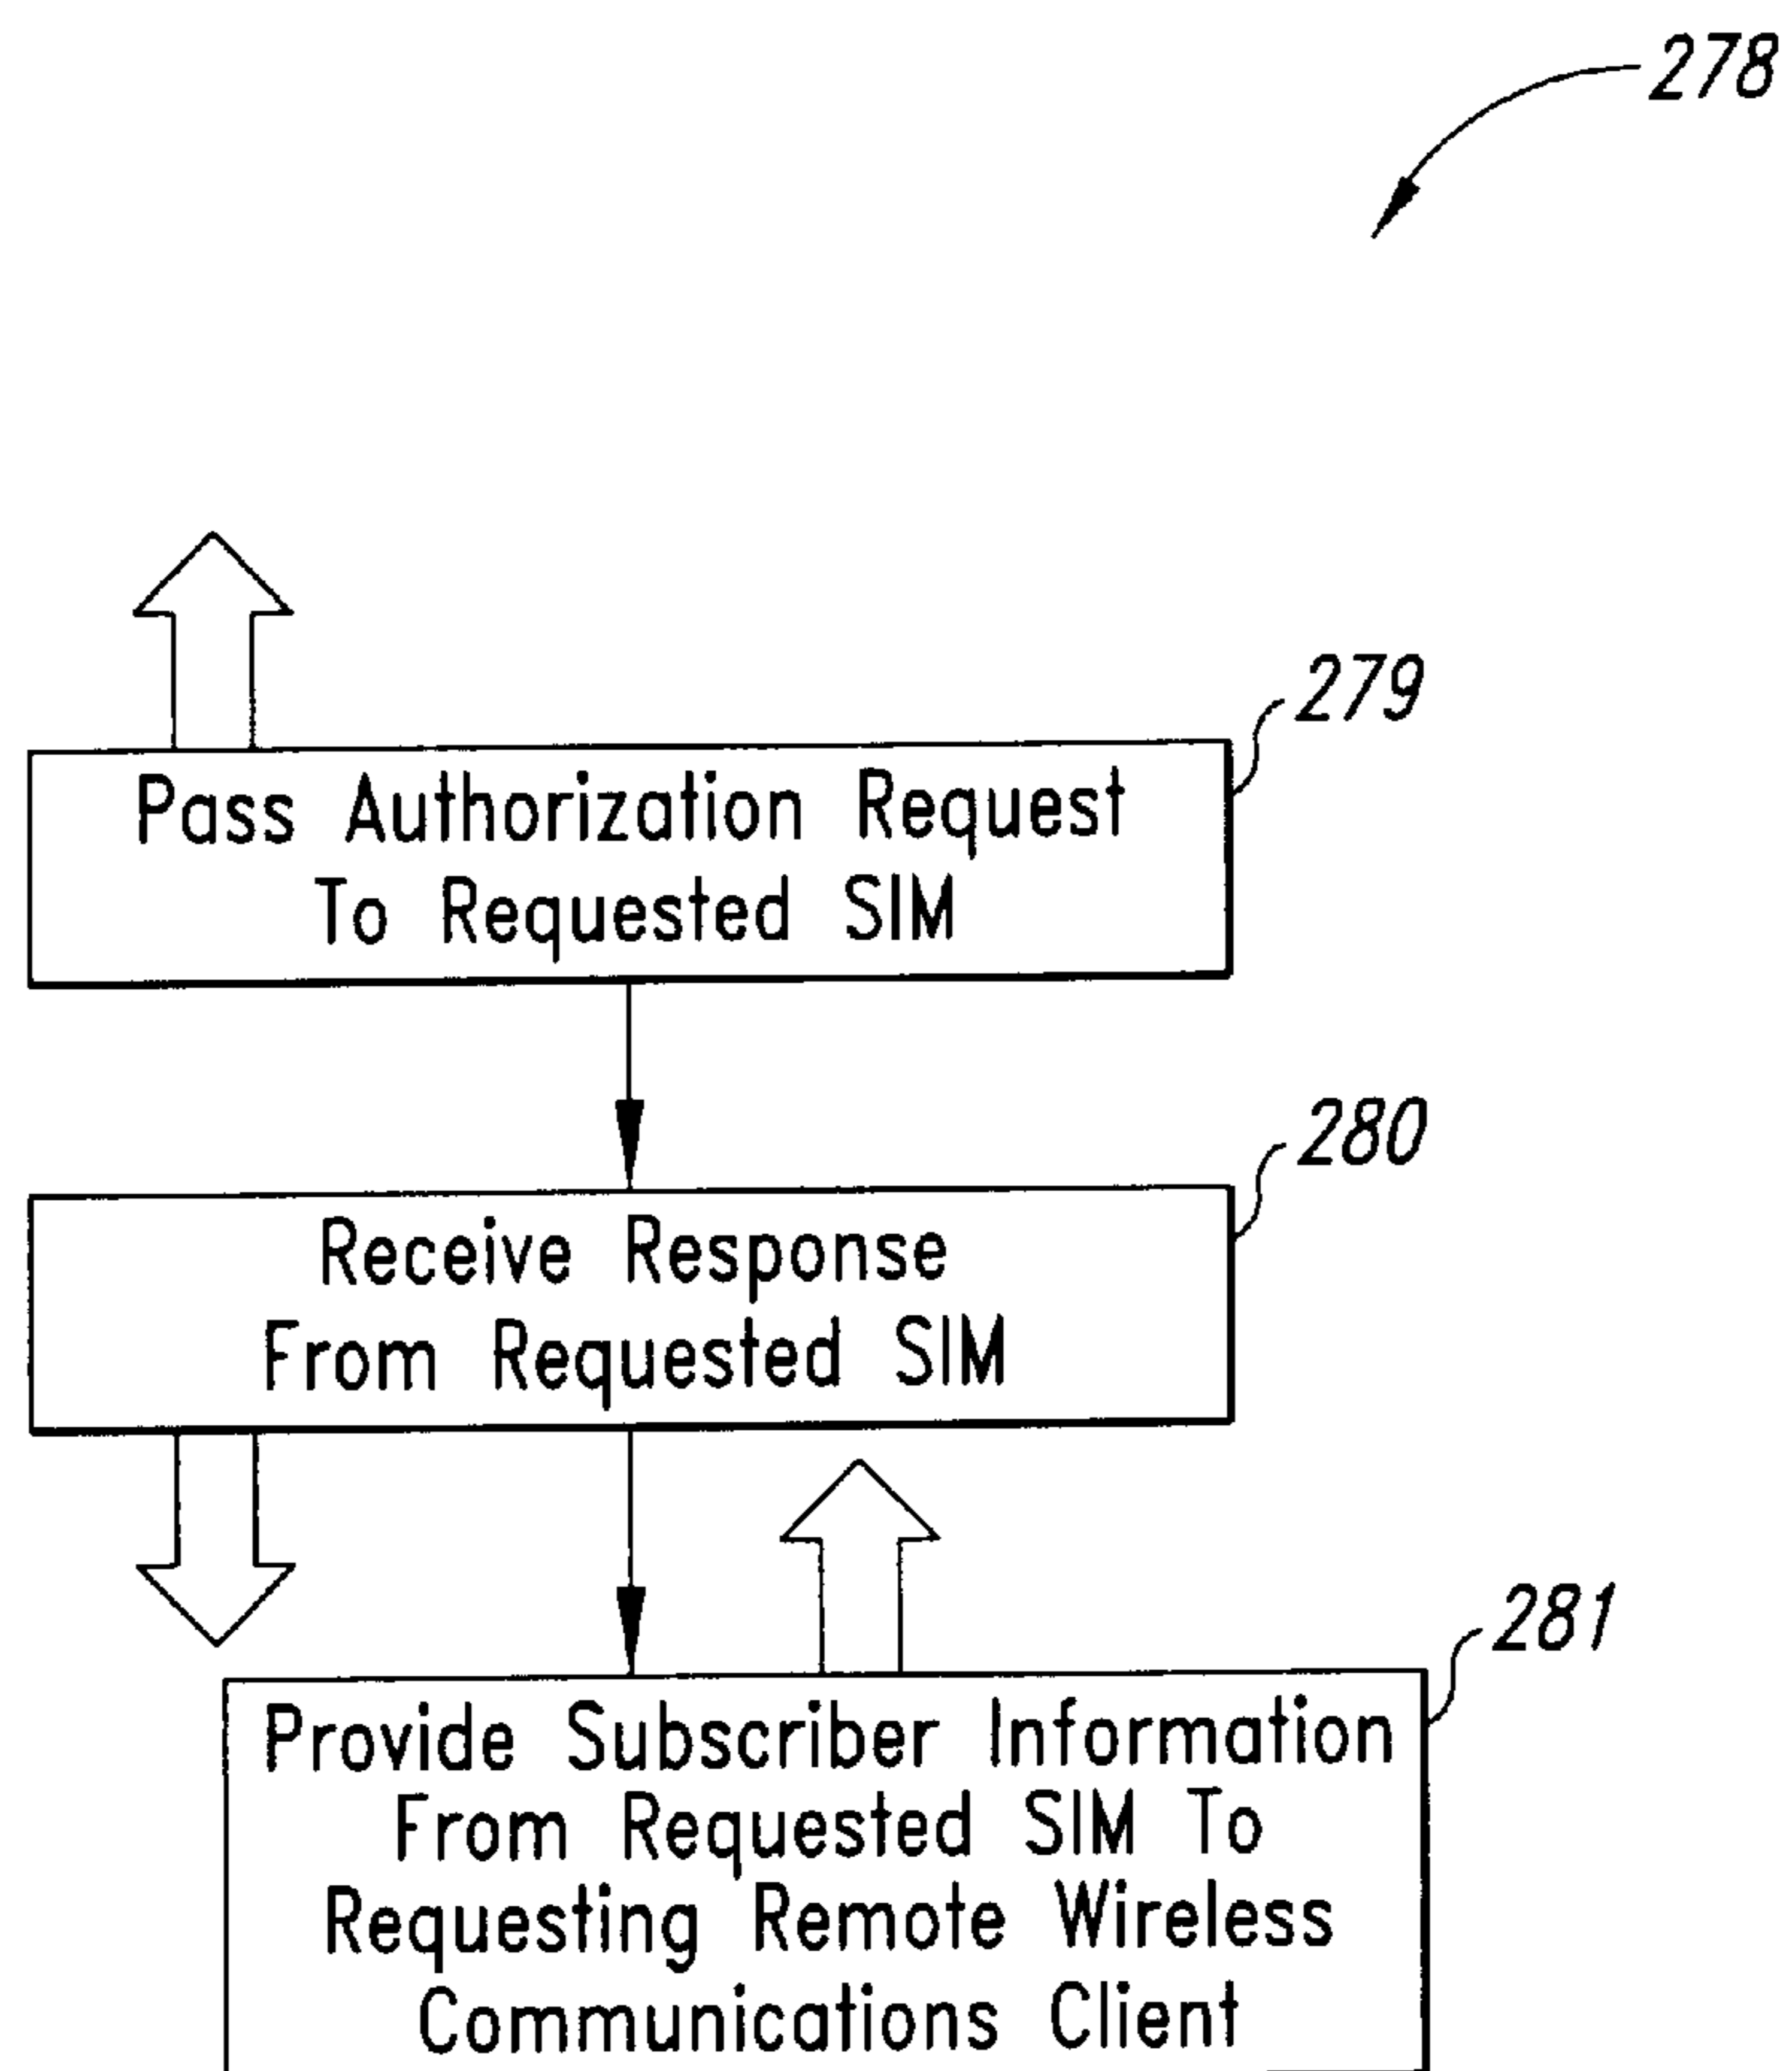 278
279
Pass Authorization Request
To Requested SIM
280
Receive Response
From Requested SIM
281
Provide Subscriber Information
From Requested SIM To
Requesting Remote Wireless
Communications Client